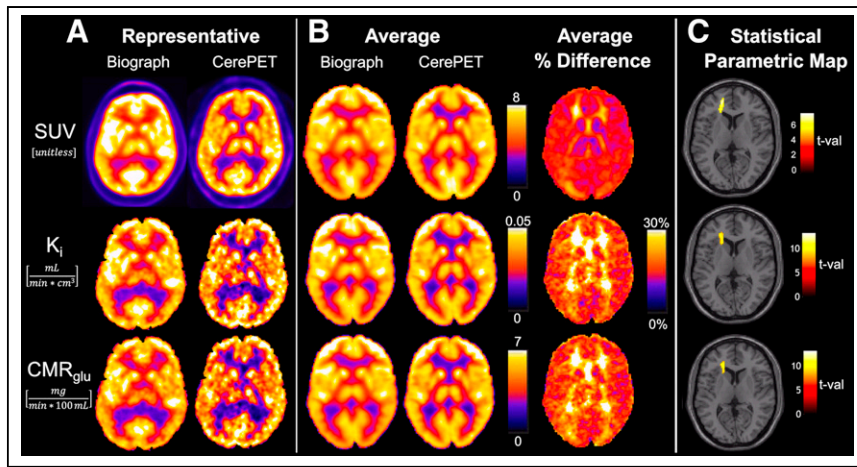 A Representative
B Average
Average % Difference
C Statistical Parametric Map
Biograph CerePET
Biograph CerePET
SUV
[unitless]
8
0
6
4
2
0
t-val
K_i
[mL / min * cm³]
0.05
0
30%
0%
10
5
0
t-val
CMR_glu
[mg / min * 100 mL]
7
0
10
5
0
t-val